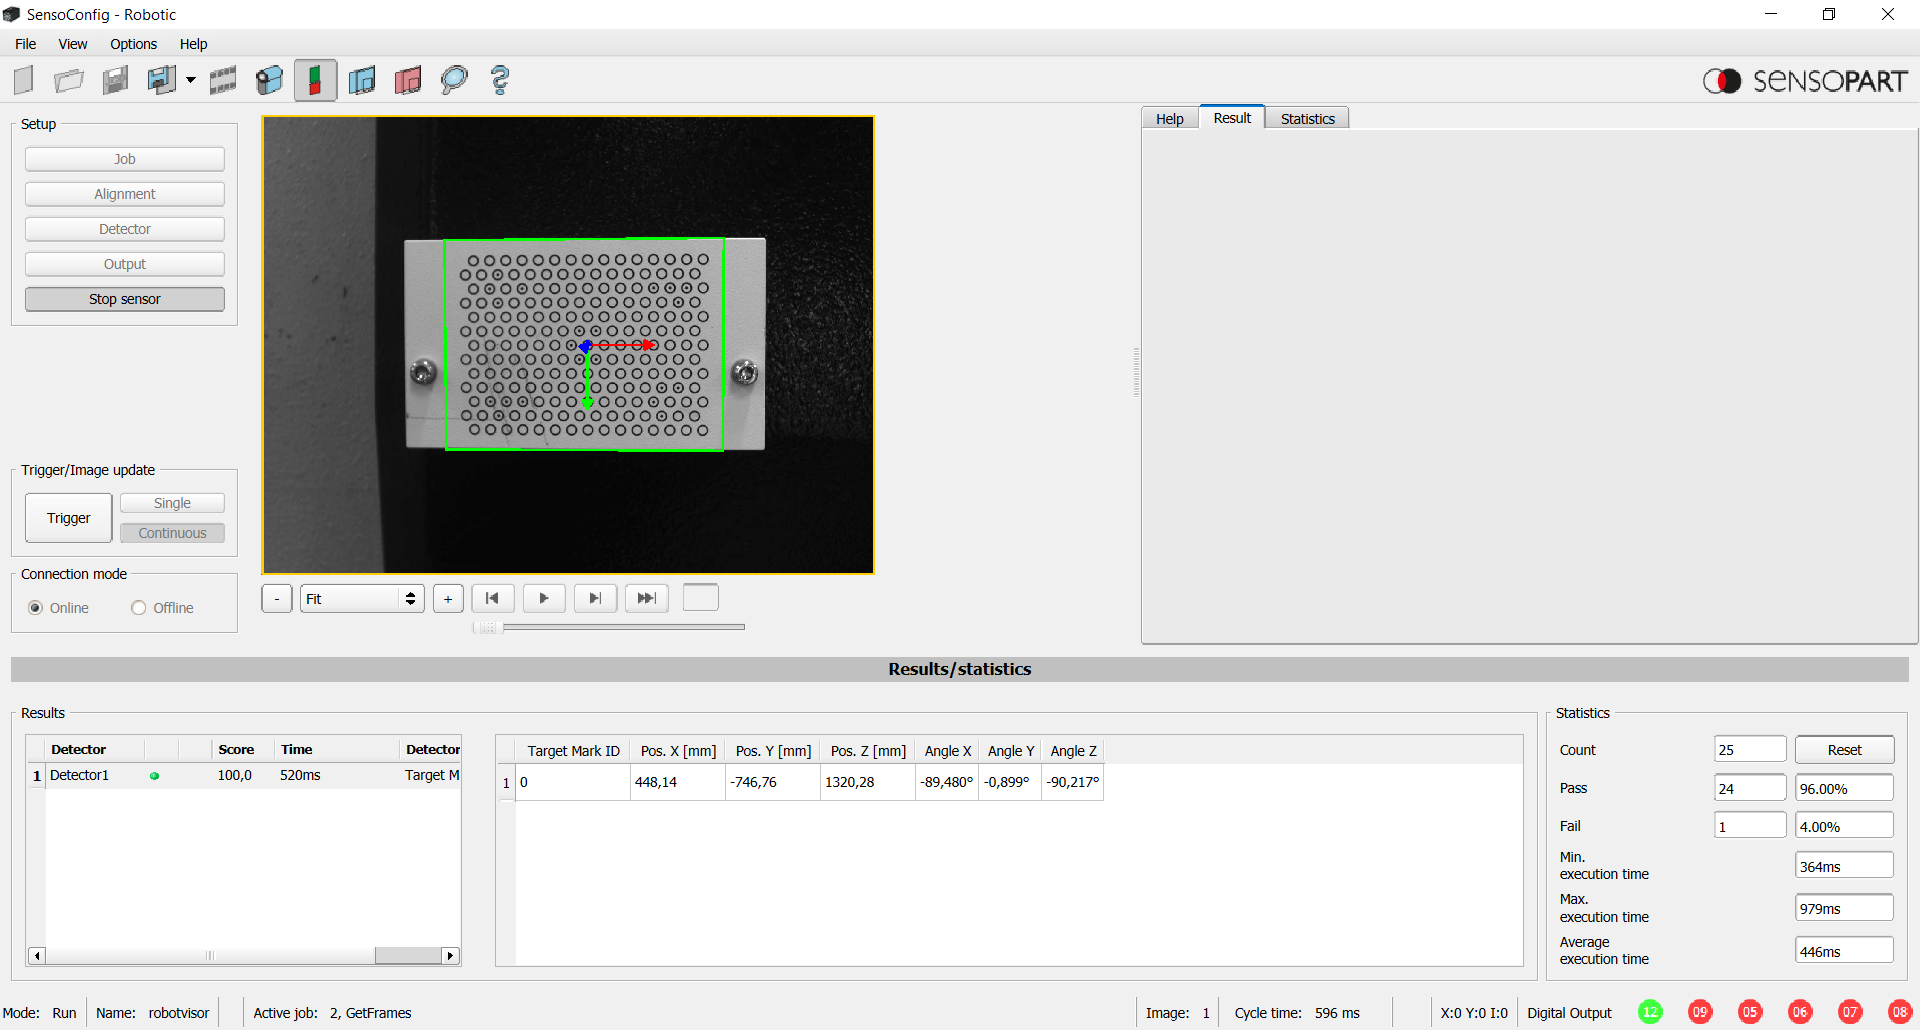 SensoConfig - Robotic
File View Options Help
SENSOPART
Setup
Job
Alignment
Detector
Output
Stop sensor
Trigger/Image update
Trigger
Single
Continuous
Connection mode
Online Offline
- Fit +
Help Result Statistics
Results/statistics
Results
Detector Score Time Detector
1 Detector1 100,0 520ms Target M
Target Mark ID Pos. X [mm] Pos. Y [mm] Pos. Z [mm] Angle X Angle Y Angle Z
1 0 448,14 -746,76 1320,28 -89,480° -0,899° -90,217°
Statistics
Count 25 Reset
Pass 24 96.00%
Fail 1 4.00%
Min.
execution time 364ms
Max.
execution time 979ms
Average
execution time 446ms
Mode: Run Name: robotvisor Active job: 2, GetFrames Image: 1 Cycle time: 596 ms X:0 Y:0 I:0 Digital Output 12 09 05 06 07 08